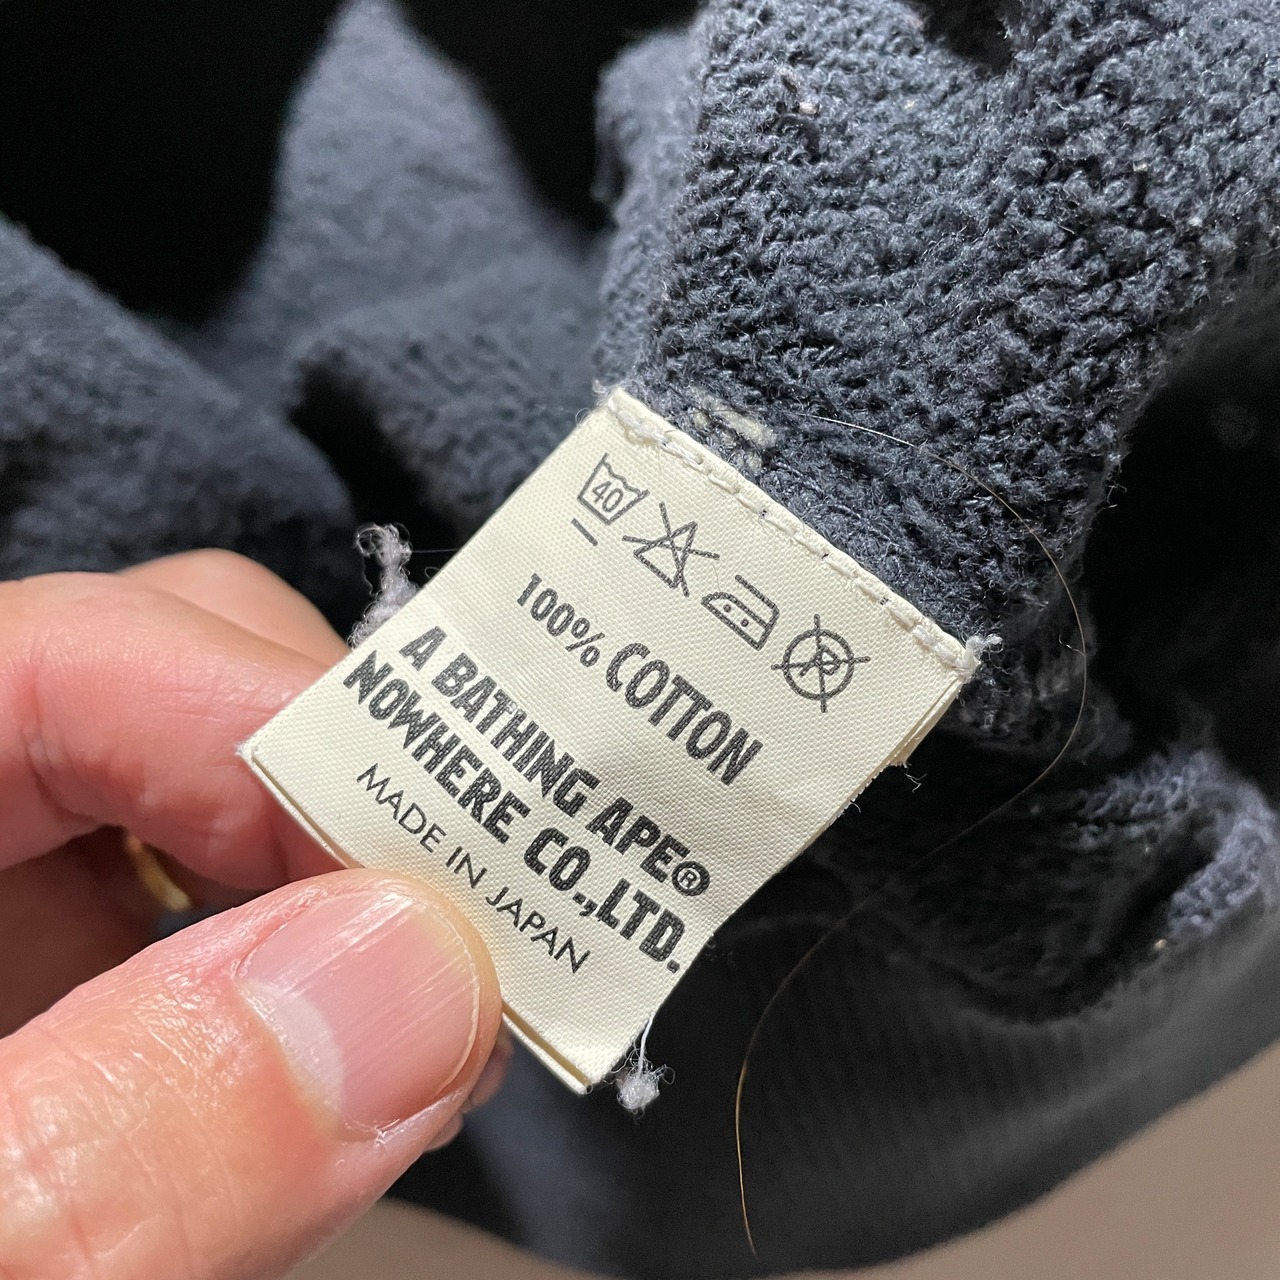 40
P
100% COTTON
A BATHING APE®
NOWHERE CO.,LTD.
MADE IN JAPAN